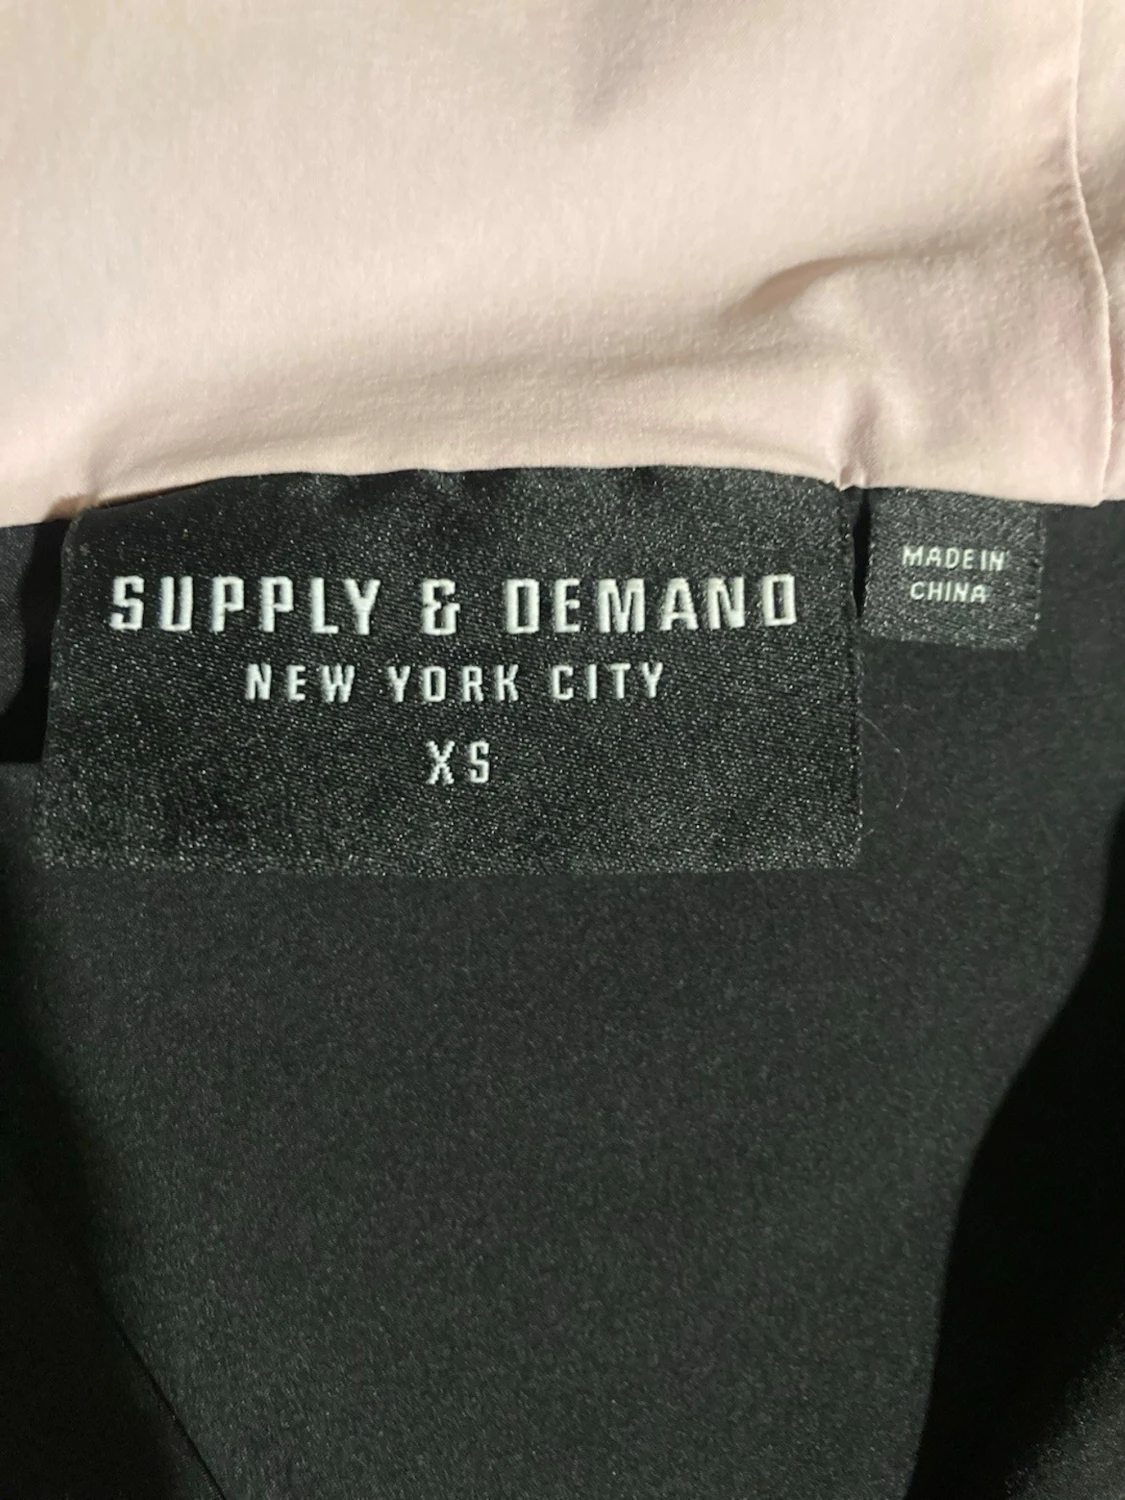 SUPPLY & DEMAND
NEW YORK CITY
XS
MADE IN
CHINA